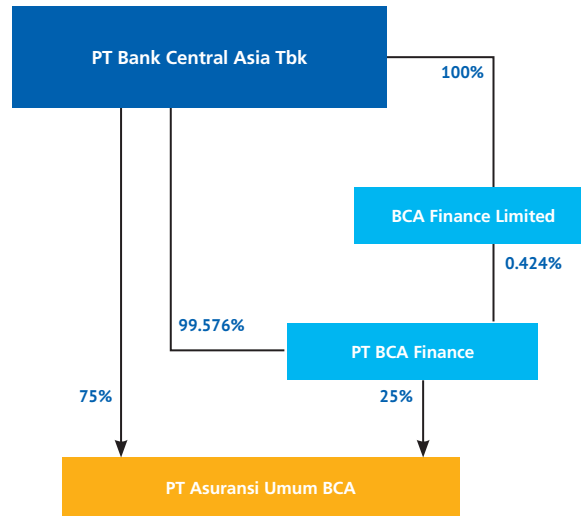 PT Bank Central Asia Tbk
100%
BCA Finance Limited
0.424%
99.576%
PT BCA Finance
75%
25%
PT Asuransi Umum BCA